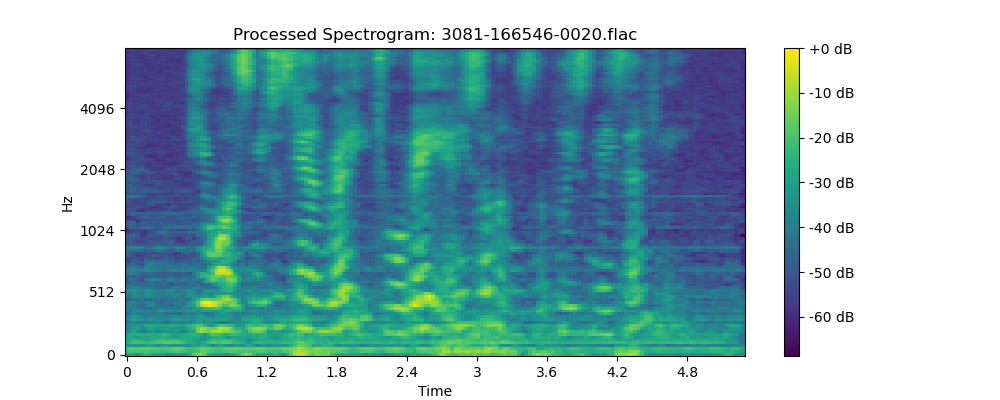 Processed Spectrogram: 3081-166546-0020.flac
Hz
4096
2048
1024
512
0
0 0.6 1.2 1.8 2.4 3 3.6 4.2 4.8
Time
+0 dB
-10 dB
-20 dB
-30 dB
-40 dB
-50 dB
-60 dB